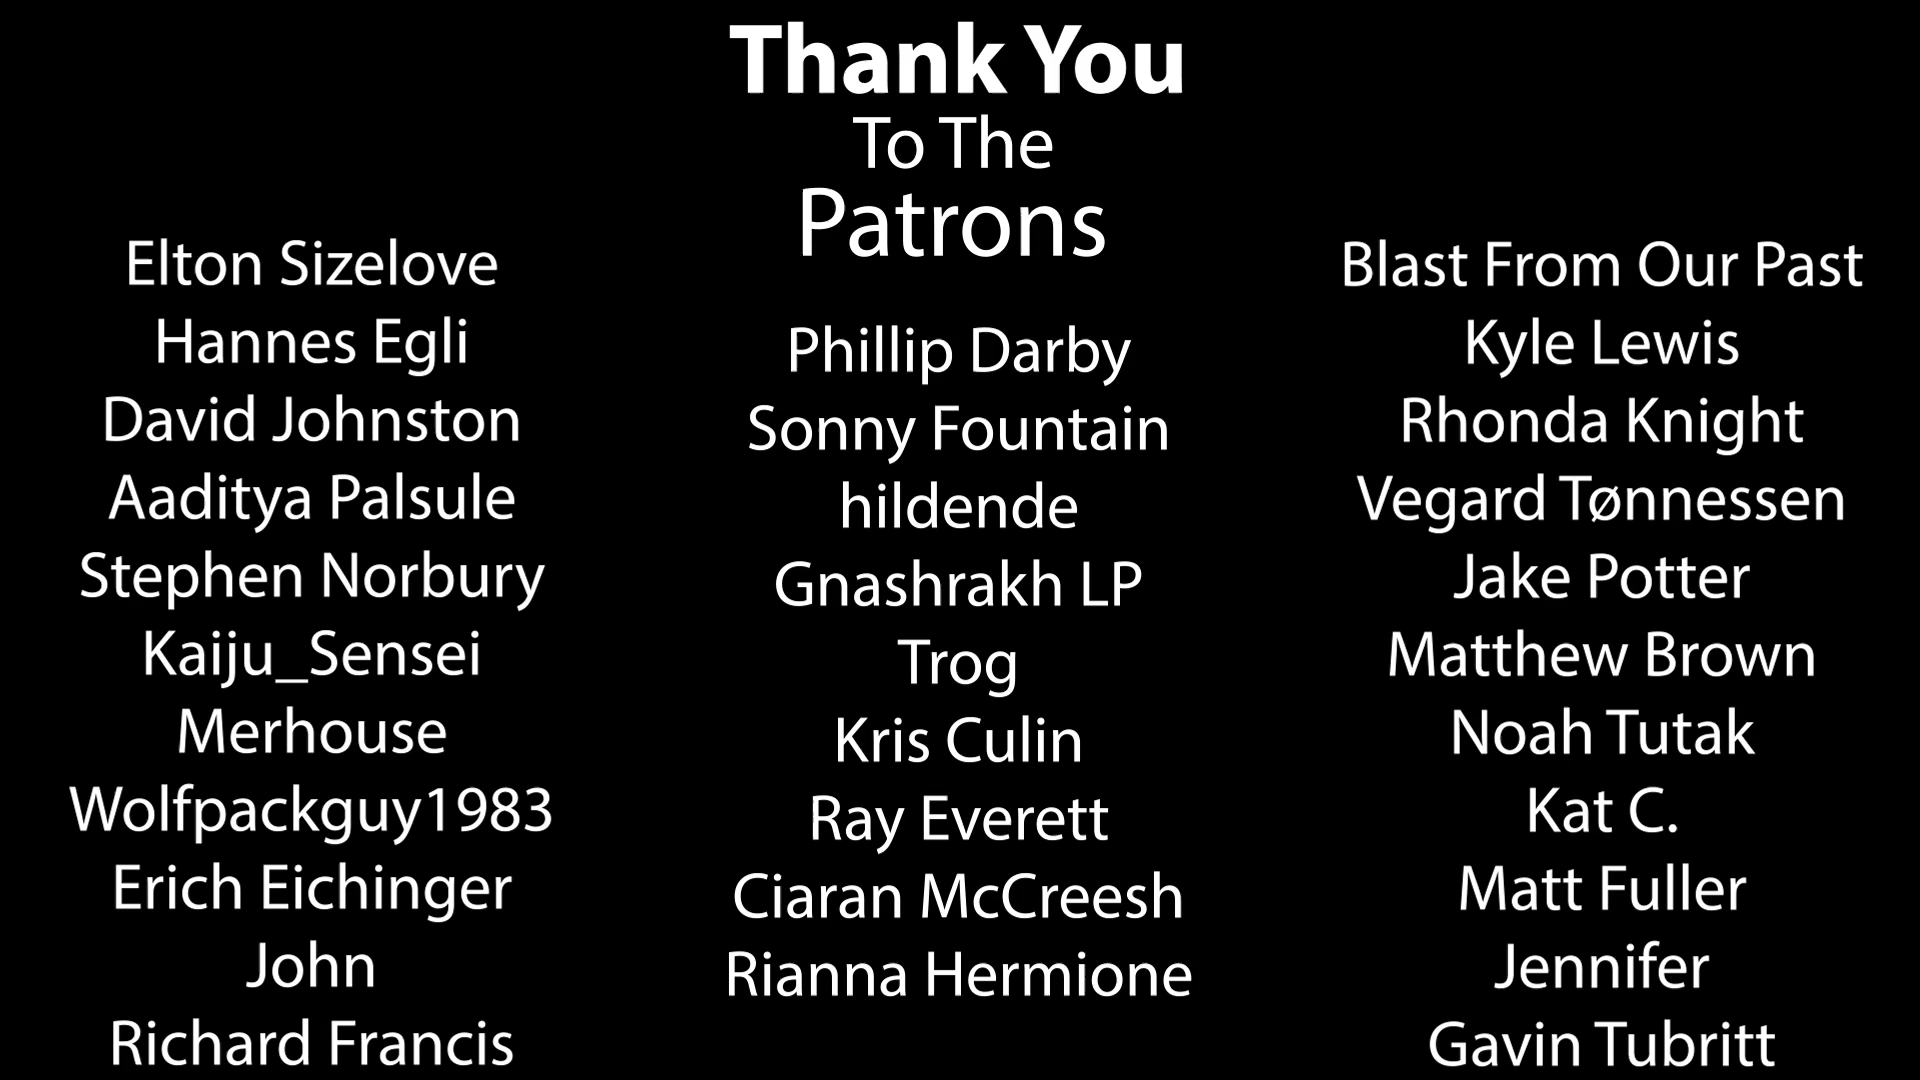 Thank You
To The
Patrons
Elton Sizelove
Hannes Egli
David Johnston
Aaditya Palsule
Stephen Norbury
Kaiju_Sensei
Merhouse
Wolfpackguy1983
Erich Eichinger
John
Richard Francis
Phillip Darby
Sonny Fountain
hildende
Gnashrakh LP
Trog
Kris Culin
Ray Everett
Ciaran McCreesh
Rianna Hermione
Blast From Our Past
Kyle Lewis
Rhonda Knight
Vegard Tønnessen
Jake Potter
Matthew Brown
Noah Tutak
Kat C.
Matt Fuller
Jennifer
Gavin Tubritt